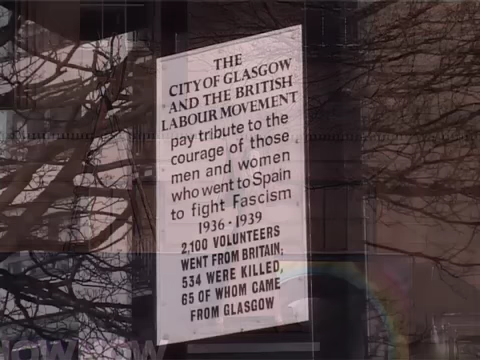 THE
CITY OF GLASGOW
AND THE BRITISH
LABOUR MOVEMENT
pay tribute to the
courage of those
men and women
who went to Spain
to fight Fascism
1936 - 1939
2,100 VOLUNTEERS
WENT FROM BRITAIN;
534 WERE KILLED,
65 OF WHOM CAME
FROM GLASGOW